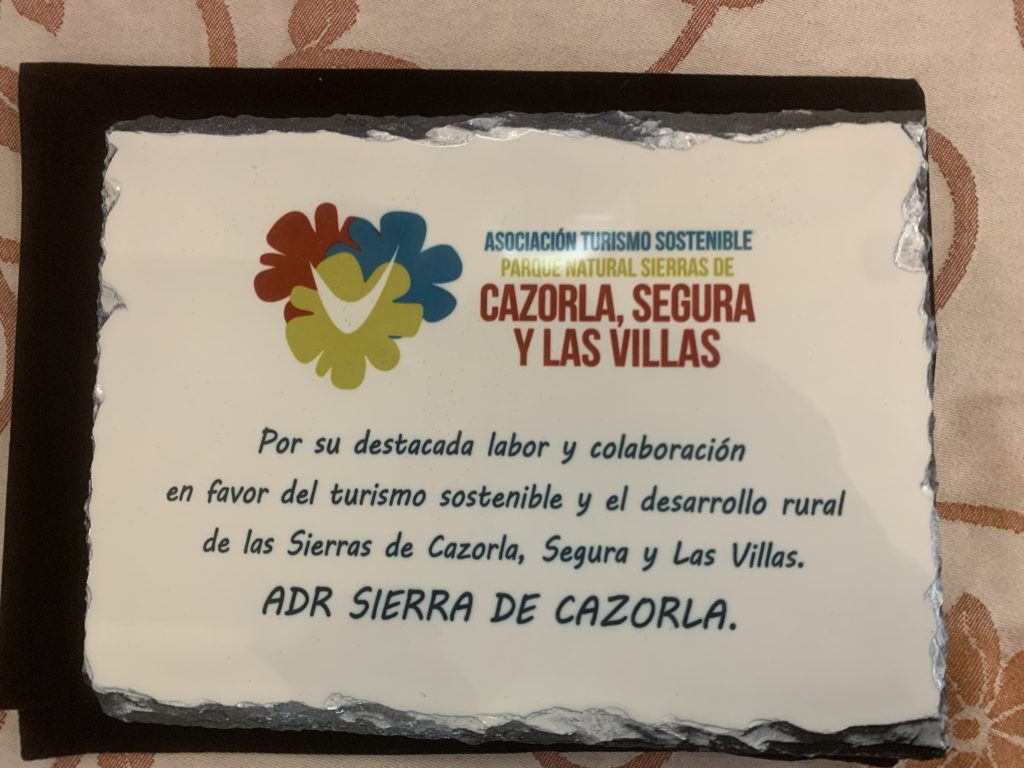 ASOCIACIÓN TURISMO SOSTENIBLE
PARQUE NATURAL SIERRAS DE
CAZORLA, SEGURA
Y LAS VILLAS
Por su destacada labor y colaboración
en favor del turismo sostenible y el desarrollo rural
de las Sierras de Cazorla, Segura y Las Villas.
ADR SIERRA DE CAZORLA.